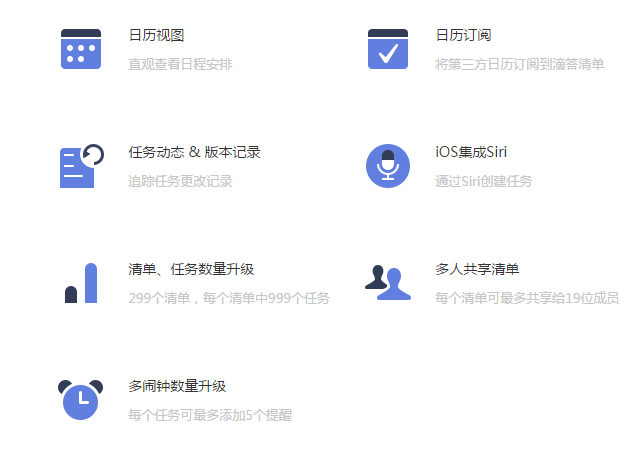 日历视图
直观查看日程安排
日历订阅
将第三方日历订阅到滴答清单
任务动态 & 版本记录
追踪任务更改记录
iOS集成Siri
通过Siri创建任务
清单、任务数量升级
299个清单，每个清单中999个任务
多人共享清单
每个清单可最多共享给19位成员
多闹钟数量升级
每个任务可最多添加5个提醒